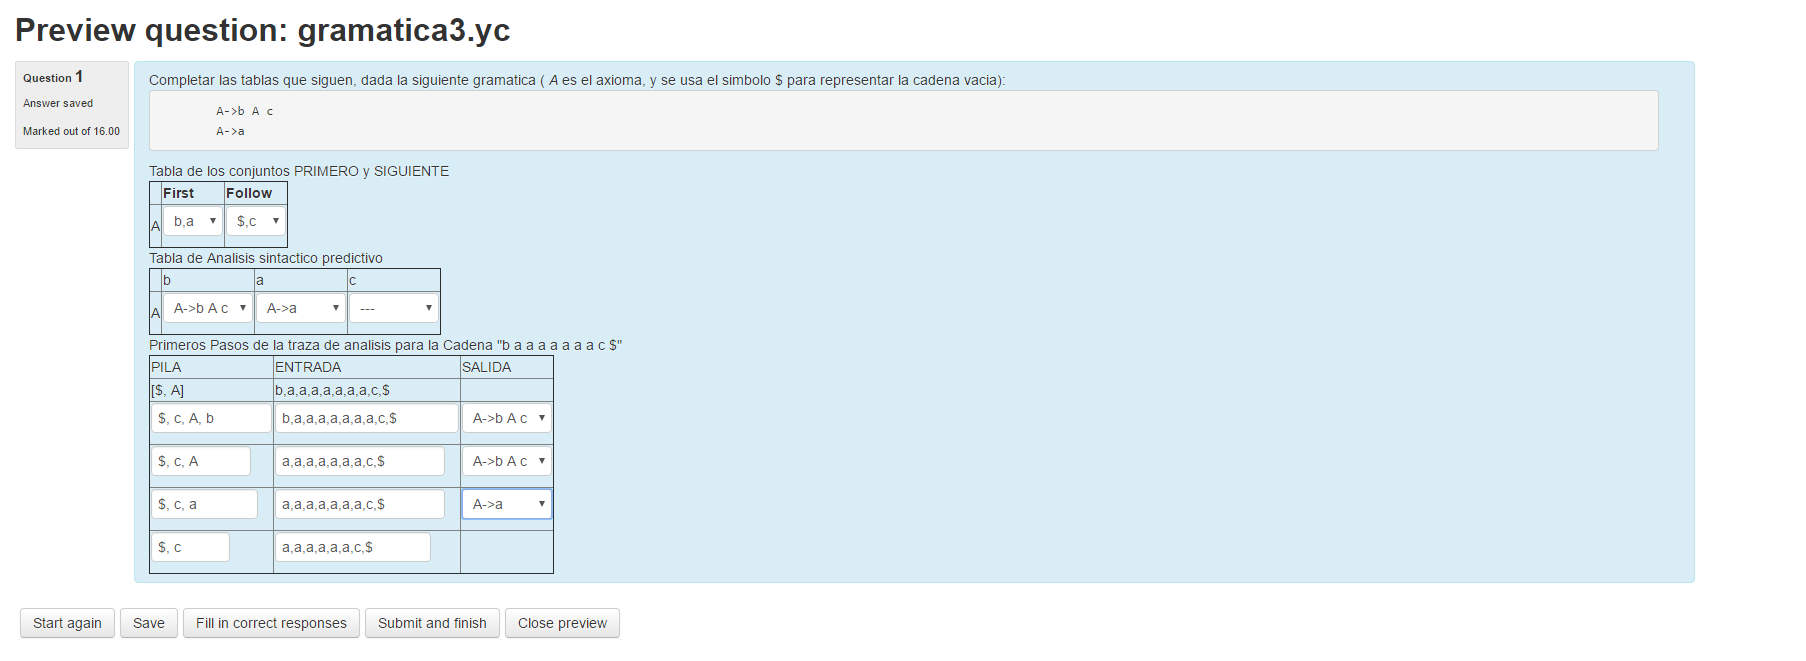 Preview question: gramatica3.yc
Question 1
Answer saved
Marked out of 16.00
Completar las tablas que siguen, dada la siguiente gramatica ( A es el axioma, y se usa el simbolo $ para representar la cadena vacia):
A->b A c
A->a
Tabla de los conjuntos PRIMERO y SIGUIENTE
First Follow
A b,a $,c
Tabla de Analisis sintactico predictivo
b a c
A A->b A c A->a ---
Primeros Pasos de la traza de analisis para la Cadena "b a a a a a a a c $"
PILA ENTRADA SALIDA
[$, A] b,a,a,a,a,a,a,a,c,$
$, c, A, b b,a,a,a,a,a,a,a,c,$ A->b A c
$, c, A a,a,a,a,a,a,a,c,$ A->b A c
$, c, a a,a,a,a,a,a,a,c,$ A->a
$, c a,a,a,a,a,a,c,$
Start again Save Fill in correct responses Submit and finish Close preview